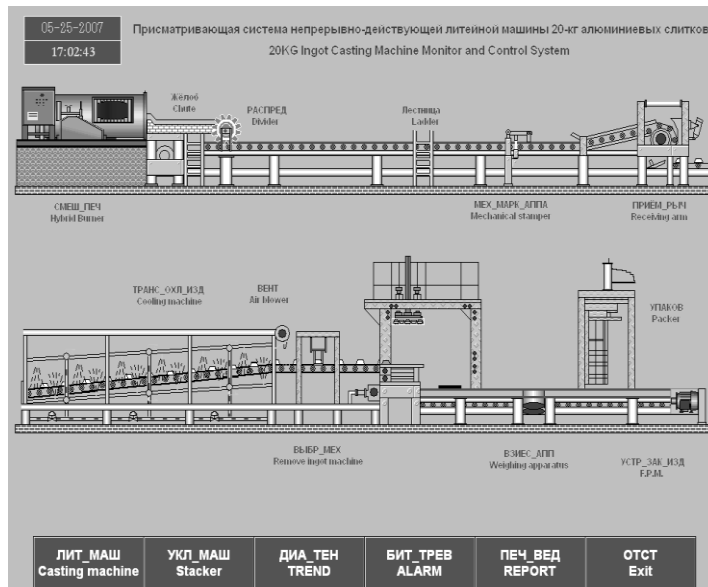 05-25-2007
17:02:43
Присматривающая система непрерывно-действующей литейной машины 20-кг алюминиевых слитков
20KG Ingot Casting Machine Monitor and Control System
Жёлоб
Chute
РАСПРЕД
Divider
Лестница
Ladder
СМЕШ_ПЕЧ
Hybrid Burner
МЕХ_МАРК_АППА
Mechanical stamper
ПРИЁМ_РЫЧ
Receiving arm
ТРАНС_ОХЛ_ИЗД
Cooling machine
ВЕНТ
Air blower
УПАКОВ
Packer
ВЫБР_МЕХ
Remove ingot machine
ВЗИЕС_АПП
Weighing apparatus
УСТР_ЗАК_ИЗД
F.P.M.
ЛИТ_МАШ
Casting machine
УКЛ_МАШ
Stacker
ДИА_ТЕН
TREND
БИТ_ТРЕВ
ALARM
ПЕЧ_ВЕД
REPORT
ОТСТ
Exit